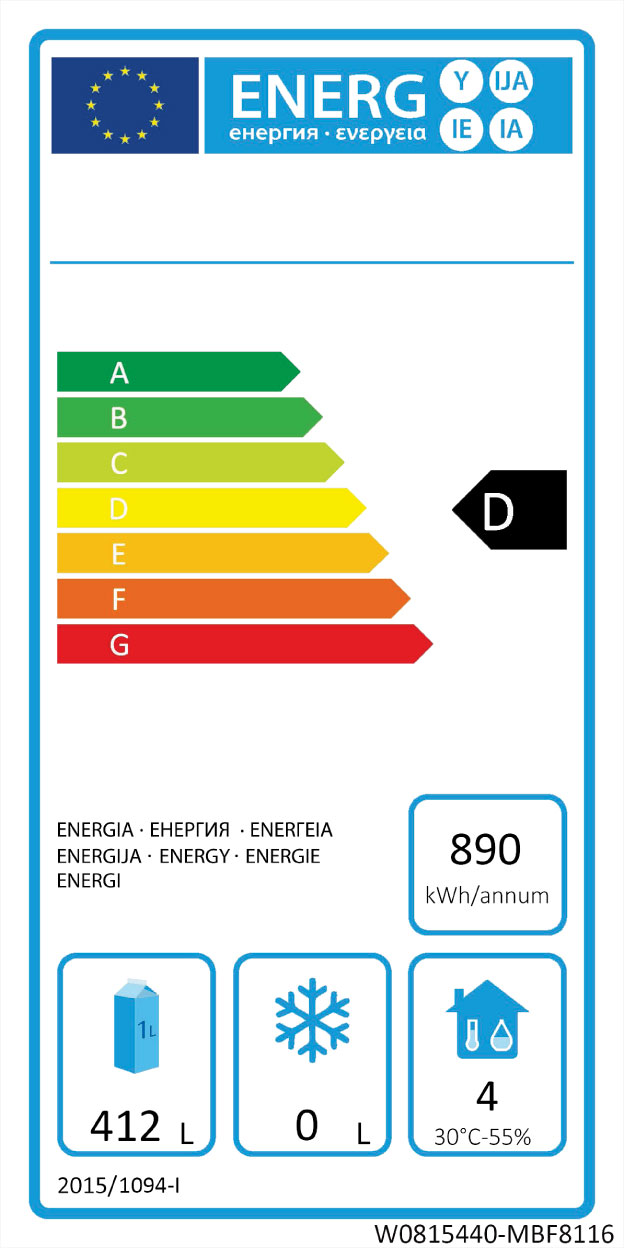 ENERG Y IJA
енергия · ενεργεια IE IA
A
B
C
D
D
E
F
G
ENERGIA · ЕНЕРГИЯ · ΕΝΕΡΓΕΙΑ
ENERGIJA · ENERGY · ENERGIE
ENERGI
890
kWh/annum
1L
412 L
0 L
4
30°C-55%
2015/1094-I
W0815440-MBF8116